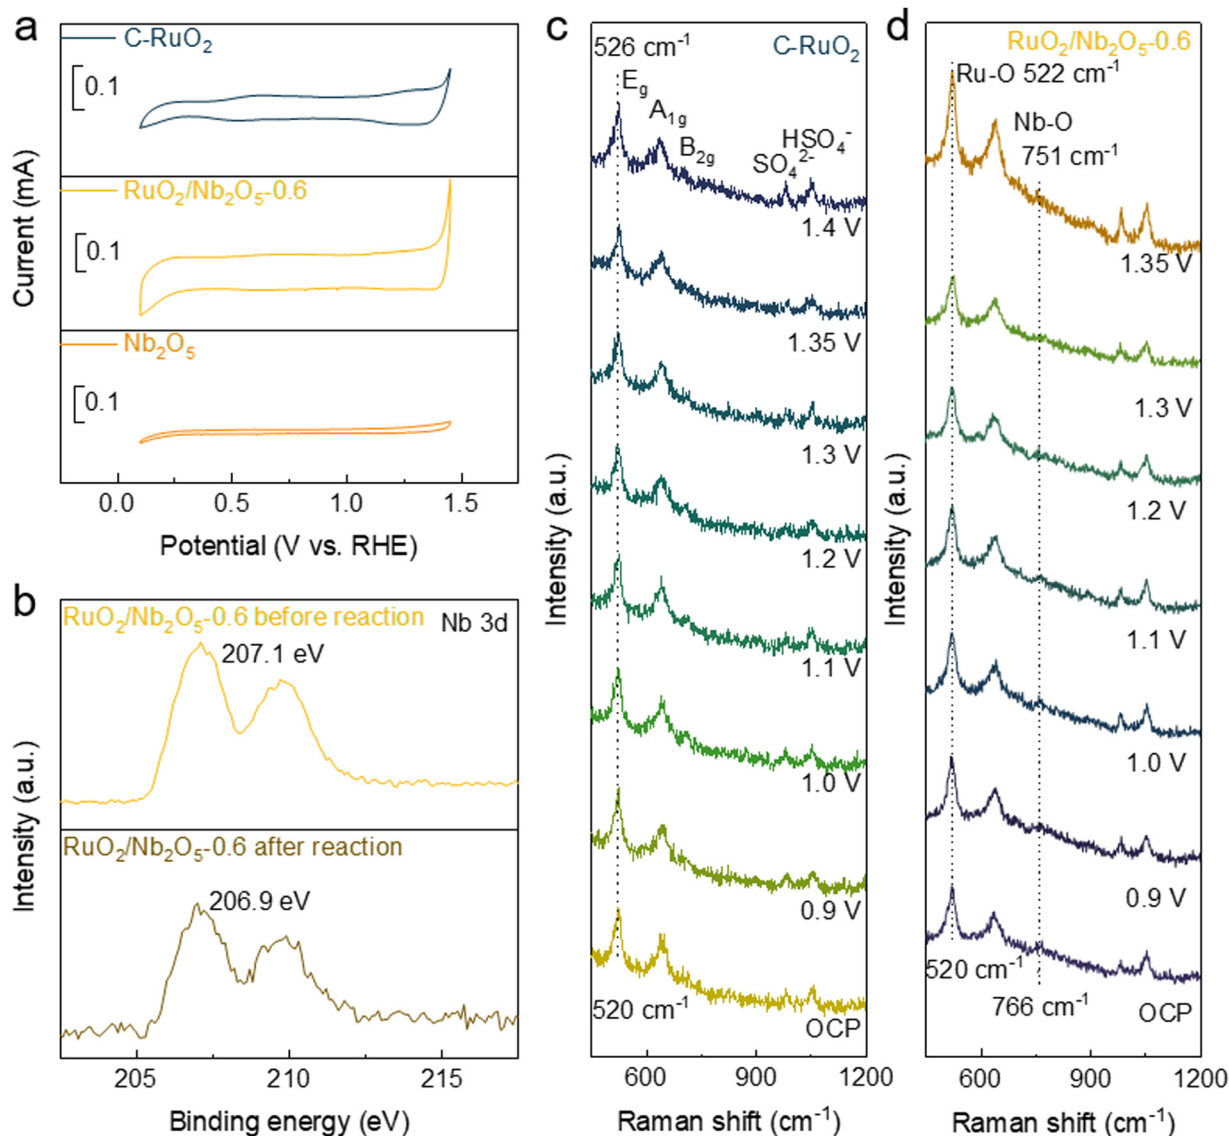 a
C-RuO₂
0.1
RuO₂/Nb₂O₅-0.6
0.1
Nb₂O₅
0.1
Current (mA)
0.0 0.5 1.0 1.5
Potential (V vs. RHE)
b
RuO₂/Nb₂O₅-0.6 before reaction
Nb 3d
207.1 eV
RuO₂/Nb₂O₅-0.6 after reaction
206.9 eV
Intensity (a.u.)
205 210 215
Binding energy (eV)
c
526 cm⁻¹
C-RuO₂
E_g
A₁g
B₂g
HSO₄⁻
SO₄²⁻
1.4 V
1.35 V
1.3 V
1.2 V
1.1 V
1.0 V
0.9 V
520 cm⁻¹
OCP
Intensity (a.u.)
600 900 1200
Raman shift (cm⁻¹)
d
RuO₂/Nb₂O₅-0.6
Ru-O 522 cm⁻¹
Nb-O
751 cm⁻¹
1.35 V
1.3 V
1.2 V
1.1 V
1.0 V
0.9 V
520 cm⁻¹
766 cm⁻¹
OCP
Intensity (a.u.)
600 900 1200
Raman shift (cm⁻¹)